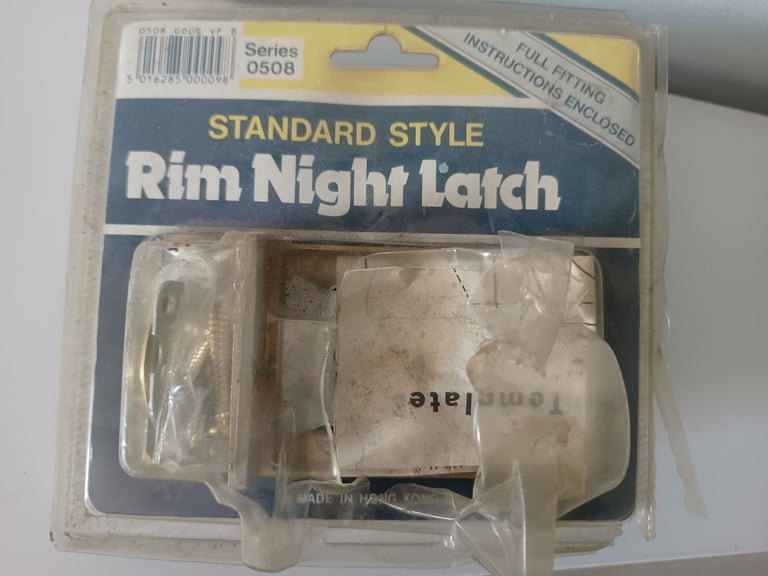 0508 GOLD YP B
5 016285 000098
Series
0508
FULL FITTING
INSTRUCTIONS ENCLOSED
STANDARD STYLE
Rim Night Latch
Template
MADE IN HONG KONG